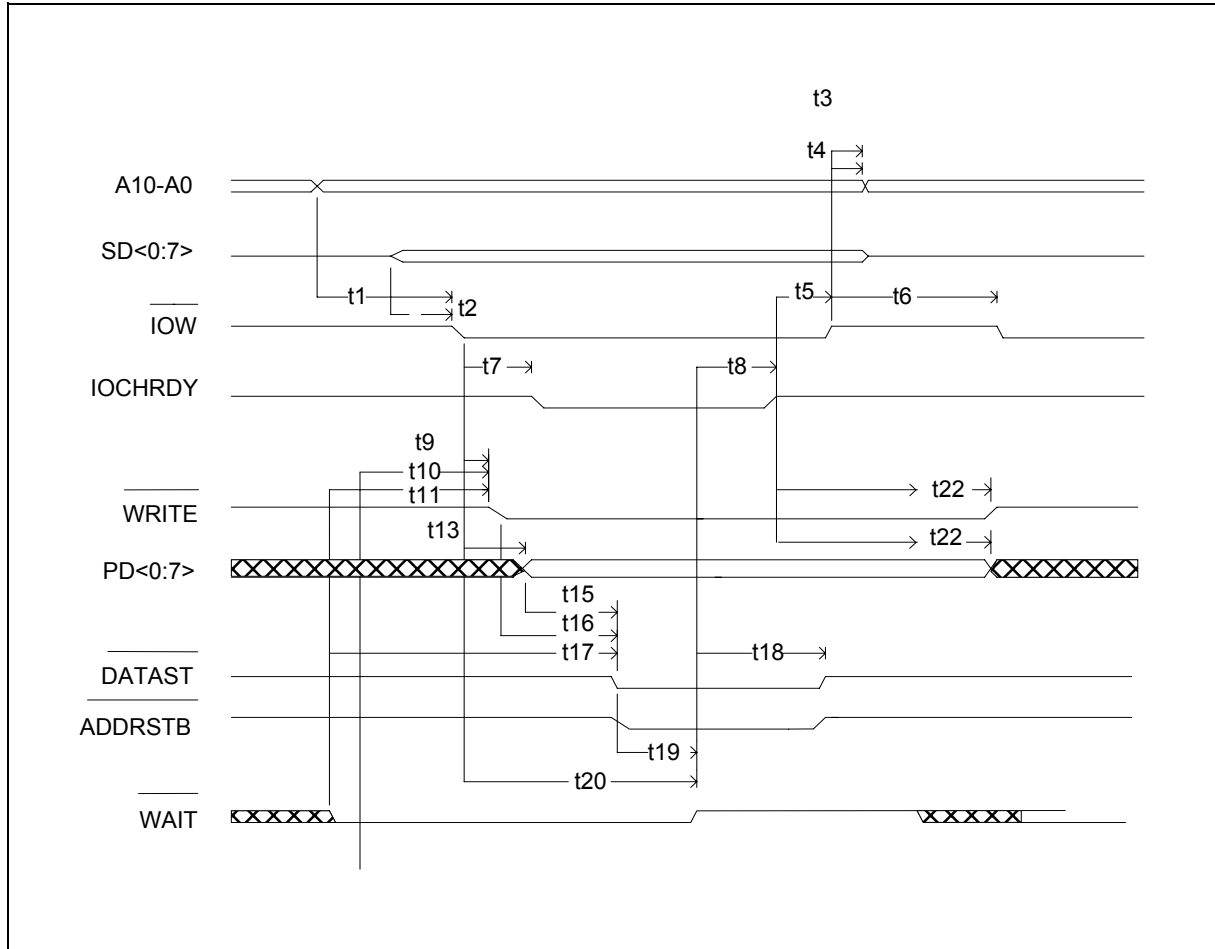 t3
t4
A10-A0
SD<0:7>
t1
t2
t5
t6
IOW
t7
t8
IOCHRDY
t9
t10
t11
t22
WRITE
t13
t22
PD<0:7>
t15
t16
t17
t18
DATAST
ADDRSTB
t19
t20
WAIT